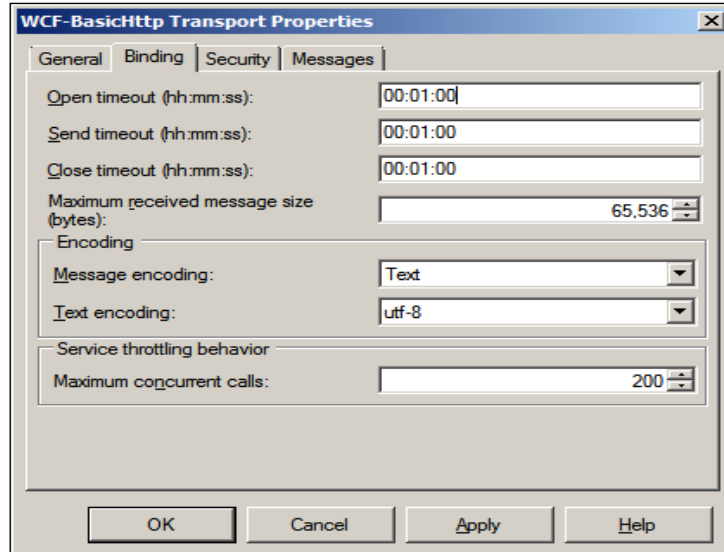 WCF-BasicHttp Transport Properties
General Binding Security Messages
Open timeout (hh:mm:ss): 00:01:00
Send timeout (hh:mm:ss): 00:01:00
Close timeout (hh:mm:ss): 00:01:00
Maximum received message size
(bytes): 65,536
Encoding
Message encoding: Text
Text encoding: utf-8
Service throttling behavior
Maximum concurrent calls: 200
OK Cancel Apply Help